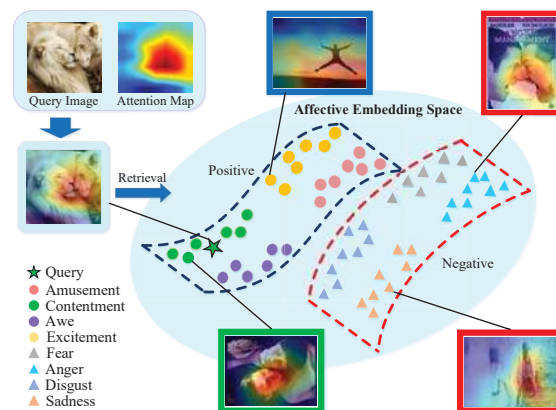 Query Image
Attention Map
Retrieval
Affective Embedding Space
Positive
Negative
Query
Amusement
Contentment
Awe
Excitement
Fear
Anger
Disgust
Sadness